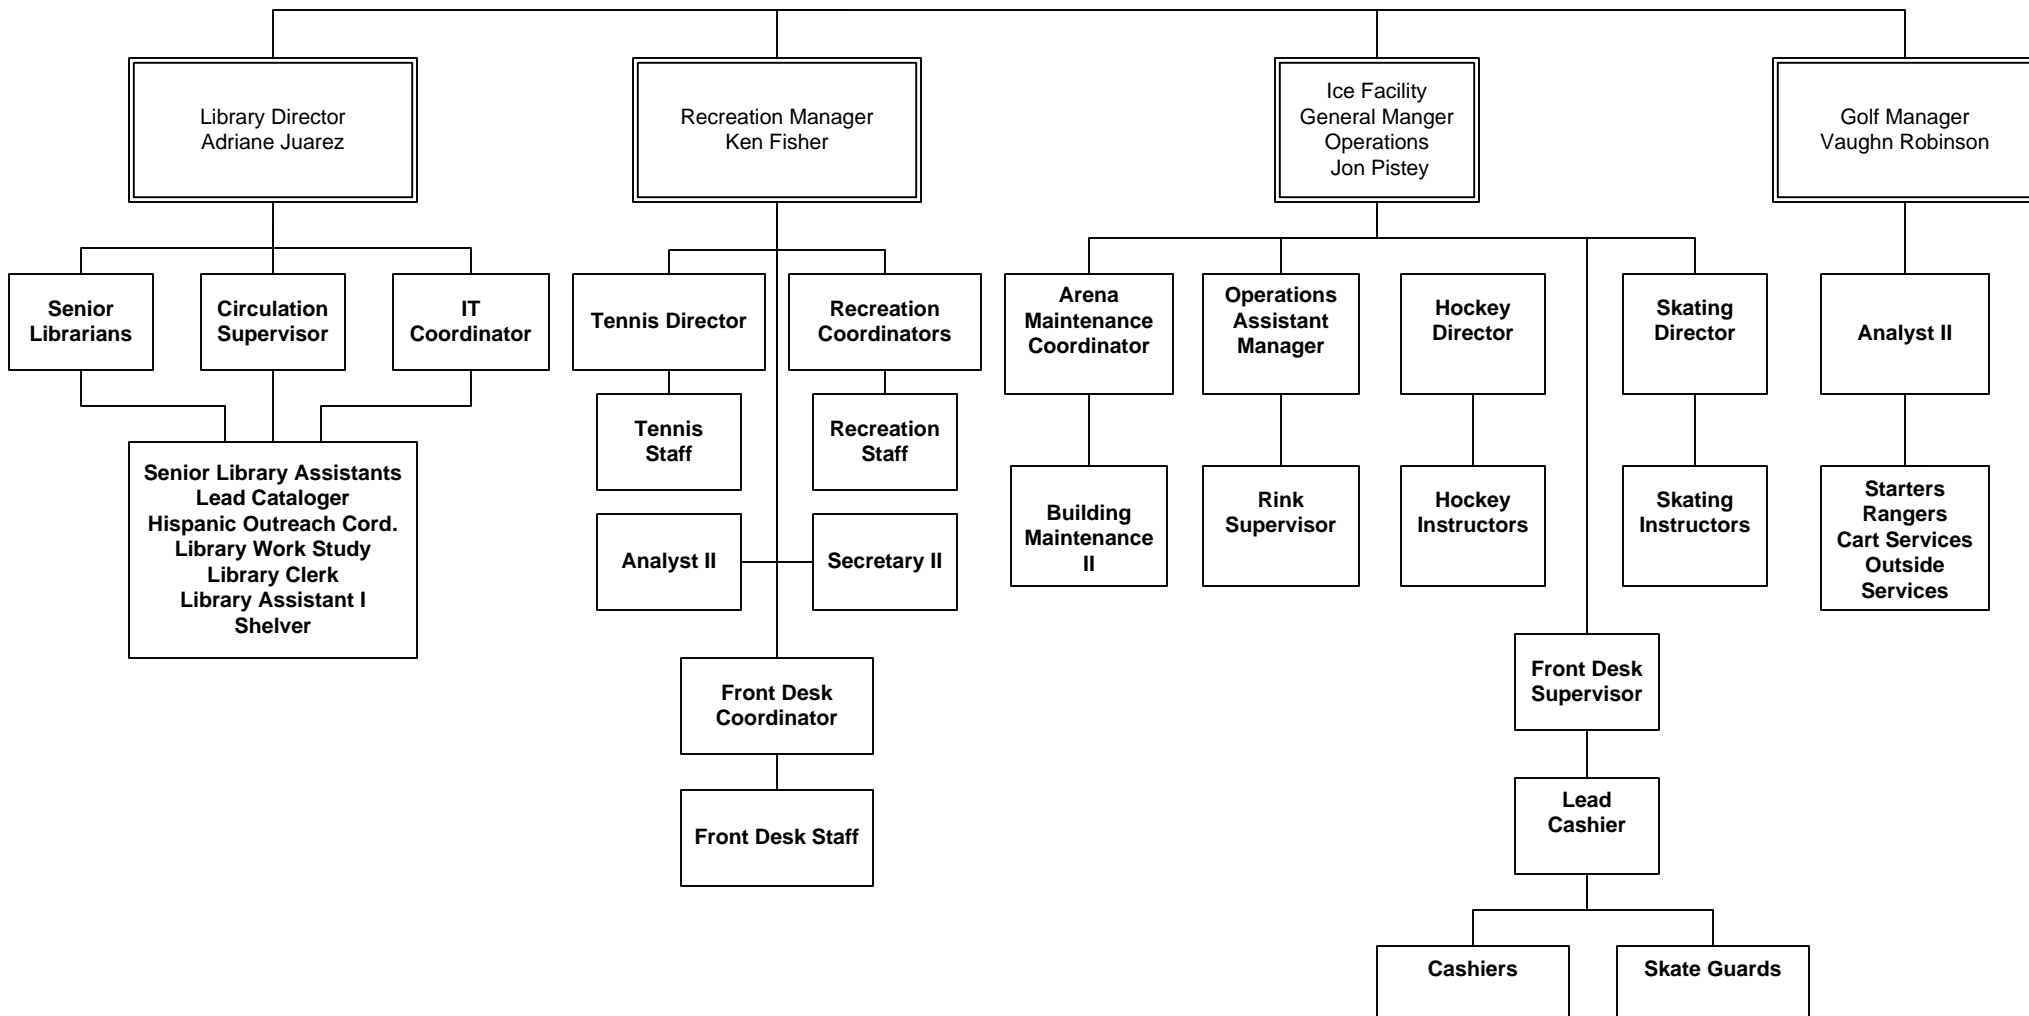 Library Director
Adriane Juarez
Recreation Manager
Ken Fisher
Ice Facility
General Manger
Operations
Jon Pistey
Golf Manager
Vaughn Robinson
Senior
Librarians
Circulation
Supervisor
IT
Coordinator
Tennis Director
Recreation
Coordinators
Arena
Maintenance
Coordinator
Operations
Assistant
Manager
Hockey
Director
Skating
Director
Analyst II
Tennis
Staff
Recreation
Staff
Senior Library Assistants
Lead Cataloger
Hispanic Outreach Cord.
Library Work Study
Library Clerk
Library Assistant I
Shelver
Building
Maintenance
II
Rink
Supervisor
Hockey
Instructors
Skating
Instructors
Starters
Rangers
Cart Services
Outside
Services
Analyst II
Secretary II
Front Desk
Coordinator
Front Desk
Supervisor
Front Desk Staff
Lead
Cashier
Cashiers
Skate Guards